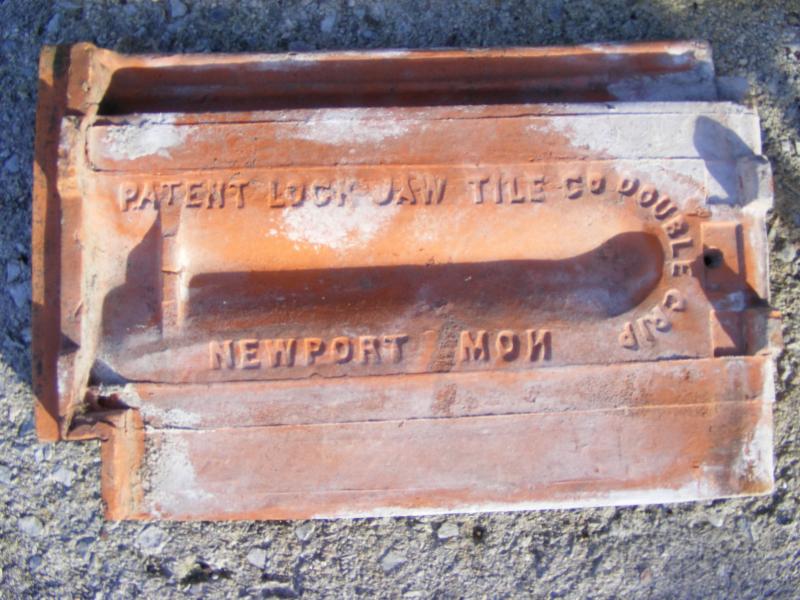 PATENT LOCK JAW TILE CO DOUBLE GRIP
NEWPORT MON